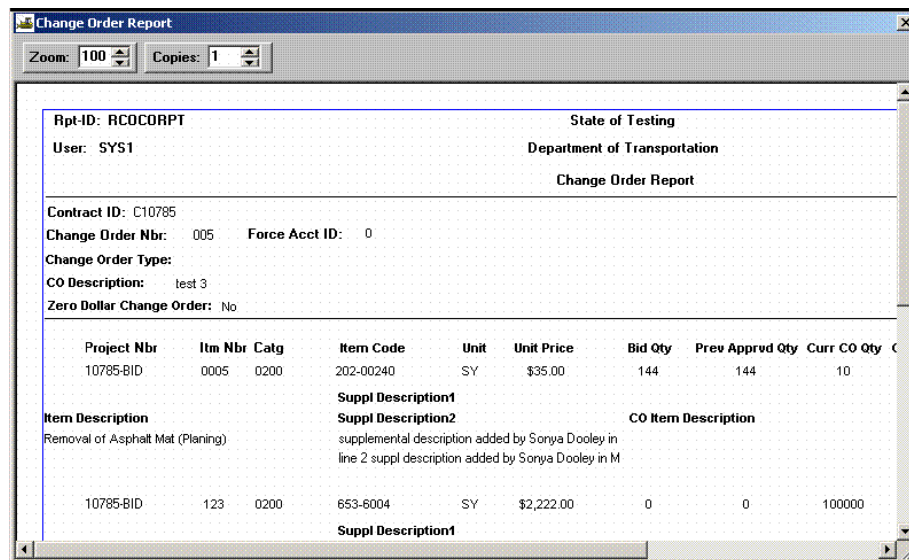 Change Order Report
Zoom: 100 Copies: 1
Rpt-ID: RCOCORPT State of Testing
User: SYS1 Department of Transportation
Change Order Report
Contract ID: C10785
Change Order Nbr: 005 Force Acct ID: 0
Change Order Type:
CO Description: test 3
Zero Dollar Change Order: No
Project Nbr Itm Nbr Catg Item Code Unit Unit Price Bid Qty Prev Apprvd Qty Curr CO Qty
10785-BID 0005 0200 202-00240 SY $35.00 144 144 10
Suppl Description1
Item Description Suppl Description2 CO Item Description
Removal of Asphalt Mat (Planing) supplemental description added by Sonya Dooley in
line 2 suppl description added by Sonya Dooley in M
10785-BID 123 0200 653-6004 SY $2,222.00 0 0 100000
Suppl Description1